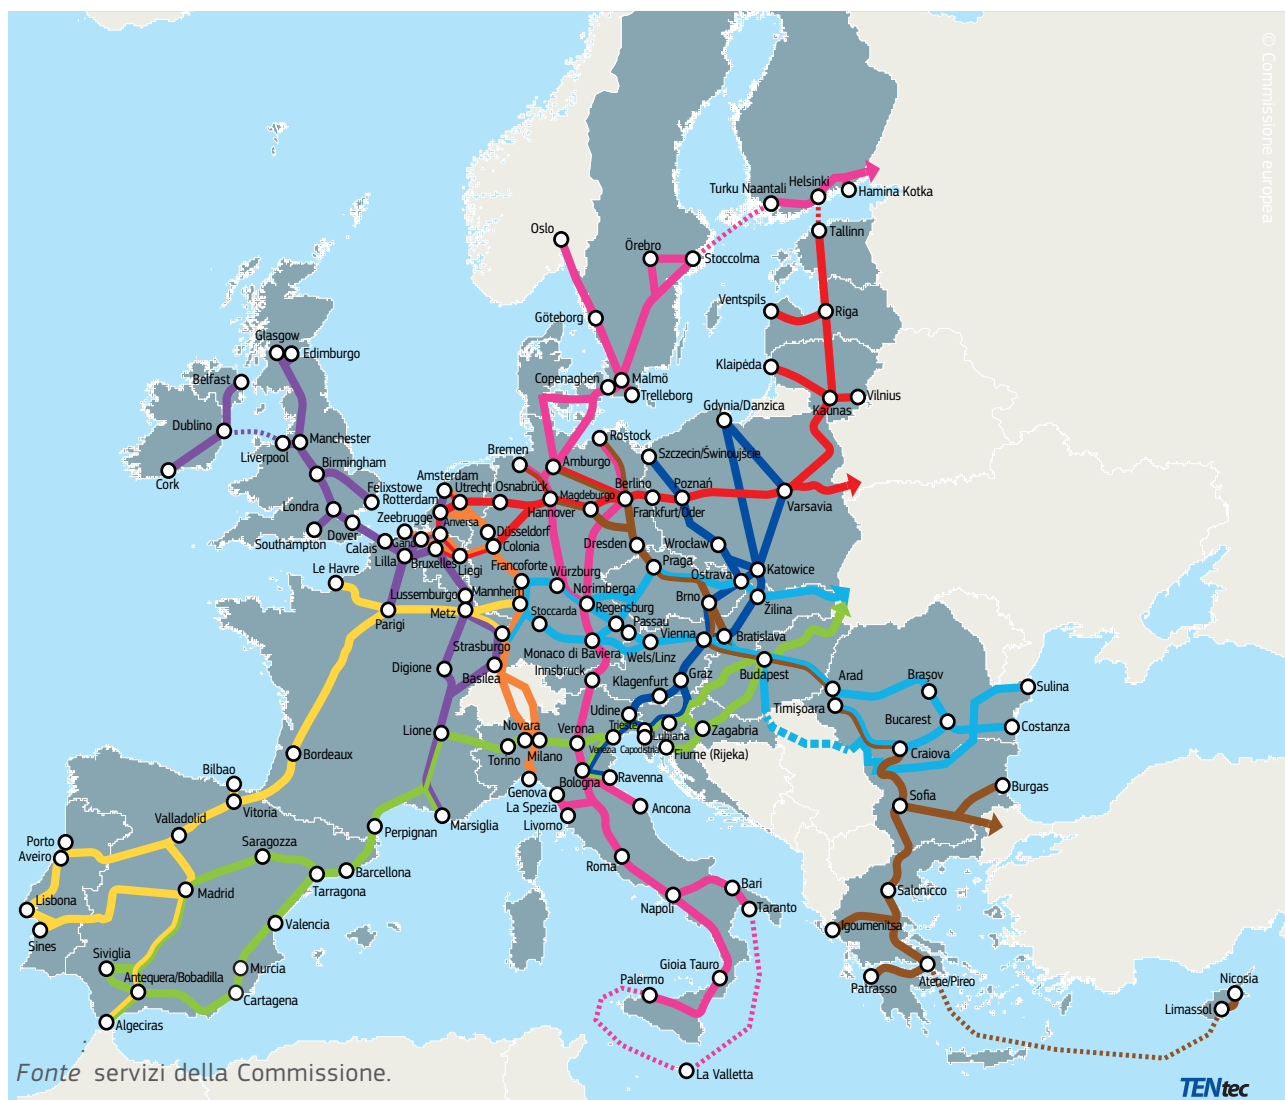 © Commissione europea
Helsinki
Turku Naantali
Hamina Kotka
Oslo
Tallinn
Örebro
Stoccolma
Ventspils
Riga
Göteborg
Glasgow
Edimburgo
Klaipėda
Belfast
Copenaghen
Malmö
Trelleborg
Vilnius
Kaunas
Gdynia/Danzica
Dublino
Manchester
Rostock
Liverpool
Bremen
Szczecin/Świnoujście
Birmingham
Amburgo
Cork
Amsterdam
Felixstowe
Utrecht
Osnabrück
Berlino
Poznań
Rotterdam
Magdeburgo
Londra
Zeebrugge
Anversa
Hannover
Frankfurt/Oder
Varsavia
Dover
Southampton
Gand
Düsseldorf
Calais
Colonia
Dresden
Wrocław
Lilla
Bruxelles
Liegi
Praga
Le Havre
Francoforte
Würzburg
Ostrava
Katowice
Lussemburgo
Mannheim
Norimberga
Brno
Žilina
Metz
Stoccarda
Regensburg
Parigi
Passau
Vienna
Bratislava
Strasburgo
Monaco di Baviera
Wels/Linz
Digione
Basilea
Innsbruck
Klagenfurt
Graz
Budapest
Arad
Braşov
Sulina
Timişoara
Udine
Bucarest
Lione
Novara
Verona
Trieste
Lubiana
Zagabria
Costanza
Torino
Milano
Venezia
Capodistria
Fiume (Rijeka)
Craiova
Bordeaux
Bilbao
Genova
Bologna
Ravenna
Burgas
Vitoria
La Spezia
Ancona
Sofia
Valladolid
Marsiglia
Livorno
Porto
Saragozza
Perpignan
Aveiro
Roma
Barcellona
Tarragona
Madrid
Bari
Salonicco
Lisbona
Napoli
Taranto
Sines
Valencia
Igoumenitsa
Siviglia
Antequera/Bobadilla
Murcia
Gioia Tauro
Palermo
Patrasso
Atene/Pireo
Nicosia
Cartagena
Limassol
Algeciras
Fonte servizi della Commissione.
La Valletta
TENtec